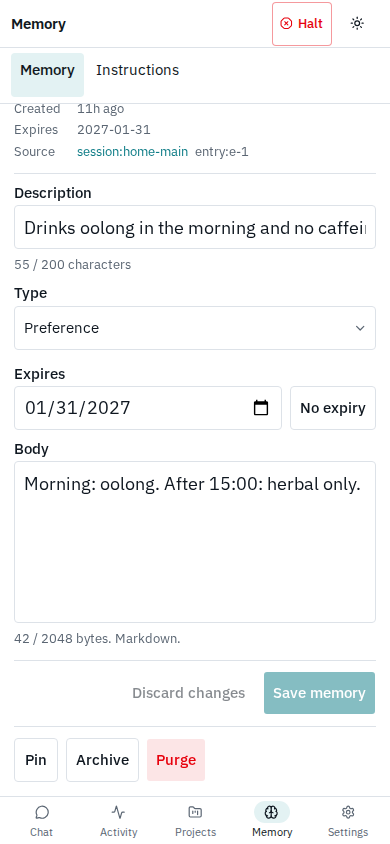 Memory
Halt
Memory Instructions
Created 11h ago
Expires 2027-01-31
Source session:home-main entry:e-1
Description
Drinks oolong in the morning and no caffei
55 / 200 characters
Type
Preference
Expires
01/31/2027
No expiry
Body
Morning: oolong. After 15:00: herbal only.
42 / 2048 bytes. Markdown.
Discard changes Save memory
Pin Archive Purge
Chat Activity Projects Memory Settings